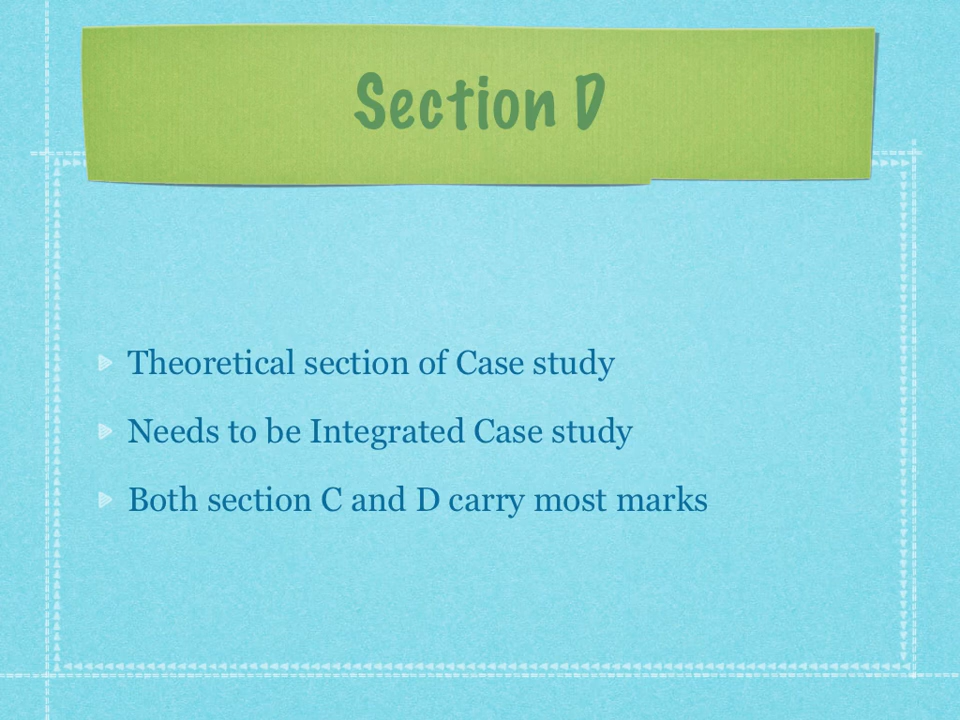 Section D
Theoretical section of Case study
Needs to be Integrated Case study
Both section C and D carry most marks